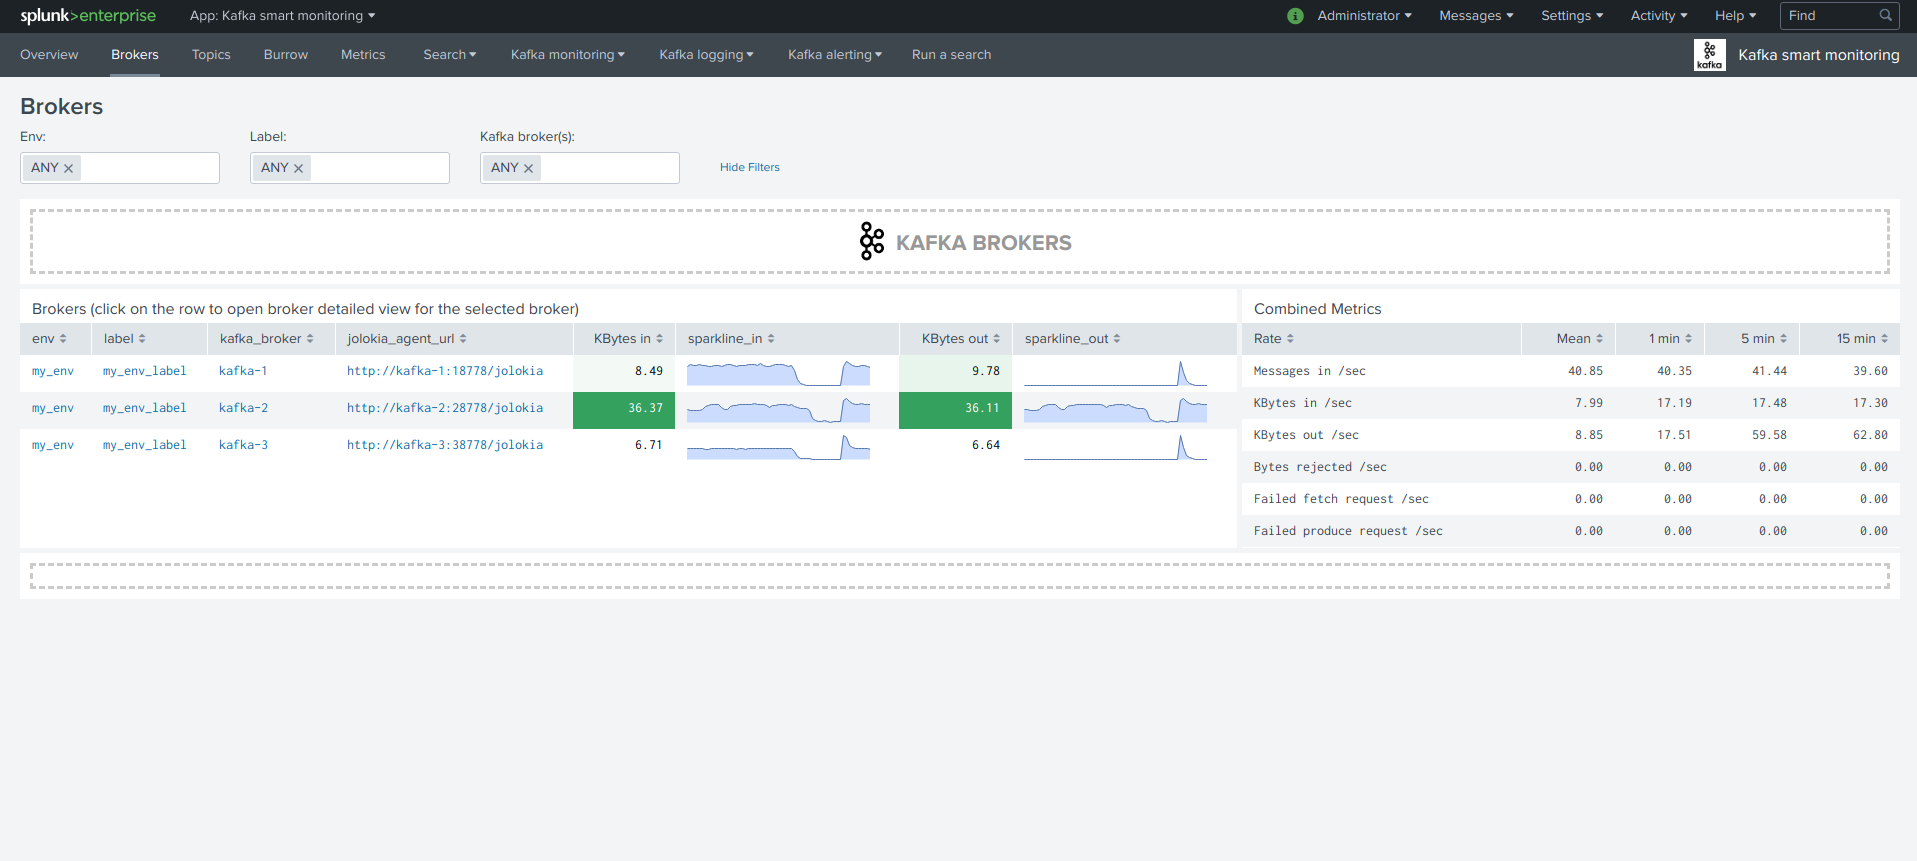 splunk>enterprise App: Kafka smart monitoring i Administrator Messages Settings Activity Help Find
Overview Brokers Topics Burrow Metrics Search Kafka monitoring Kafka logging Kafka alerting Run a search kafka Kafka smart monitoring
Brokers
Env: Label: Kafka broker(s):
ANY ANY ANY Hide Filters
KAFKA BROKERS
Brokers (click on the row to open broker detailed view for the selected broker)
env label kafka_broker jolokia_agent_url KBytes in sparkline_in KBytes out sparkline_out
my_env my_env_label kafka-1 http://kafka-1:18778/jolokia 8.49 9.78
my_env my_env_label kafka-2 http://kafka-2:28778/jolokia 36.37 36.11
my_env my_env_label kafka-3 http://kafka-3:38778/jolokia 6.71 6.64
Combined Metrics
Rate Mean 1 min 5 min 15 min
Messages in /sec 40.85 40.35 41.44 39.60
KBytes in /sec 7.99 17.19 17.48 17.30
KBytes out /sec 8.85 17.51 59.58 62.80
Bytes rejected /sec 0.00 0.00 0.00 0.00
Failed fetch request /sec 0.00 0.00 0.00 0.00
Failed produce request /sec 0.00 0.00 0.00 0.00